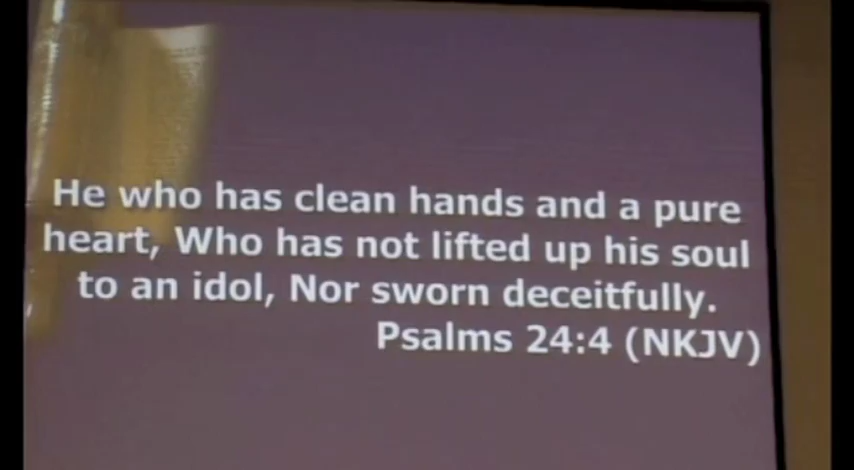 He who has clean hands and a pure
heart, Who has not lifted up his soul
to an idol, Nor sworn deceitfully.
Psalms 24:4 (NKJV)